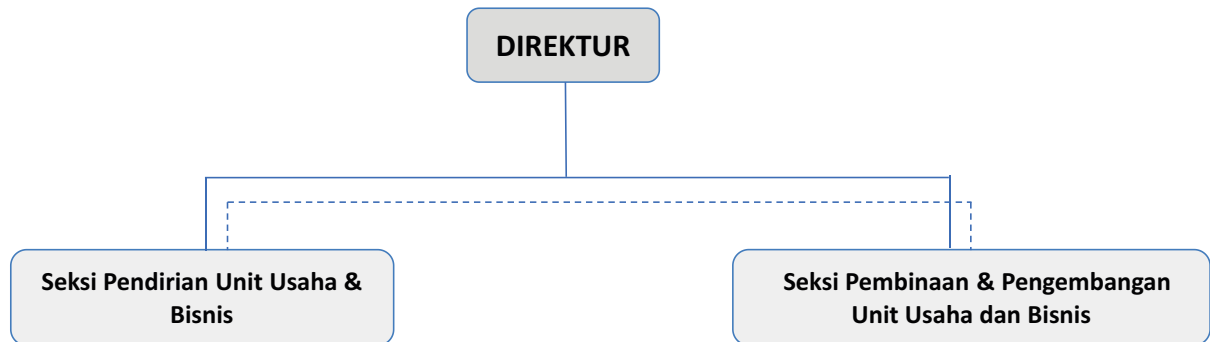 DIREKTUR
Seksi Pendirian Unit Usaha &
Bisnis
Seksi Pembinaan & Pengembangan
Unit Usaha dan Bisnis